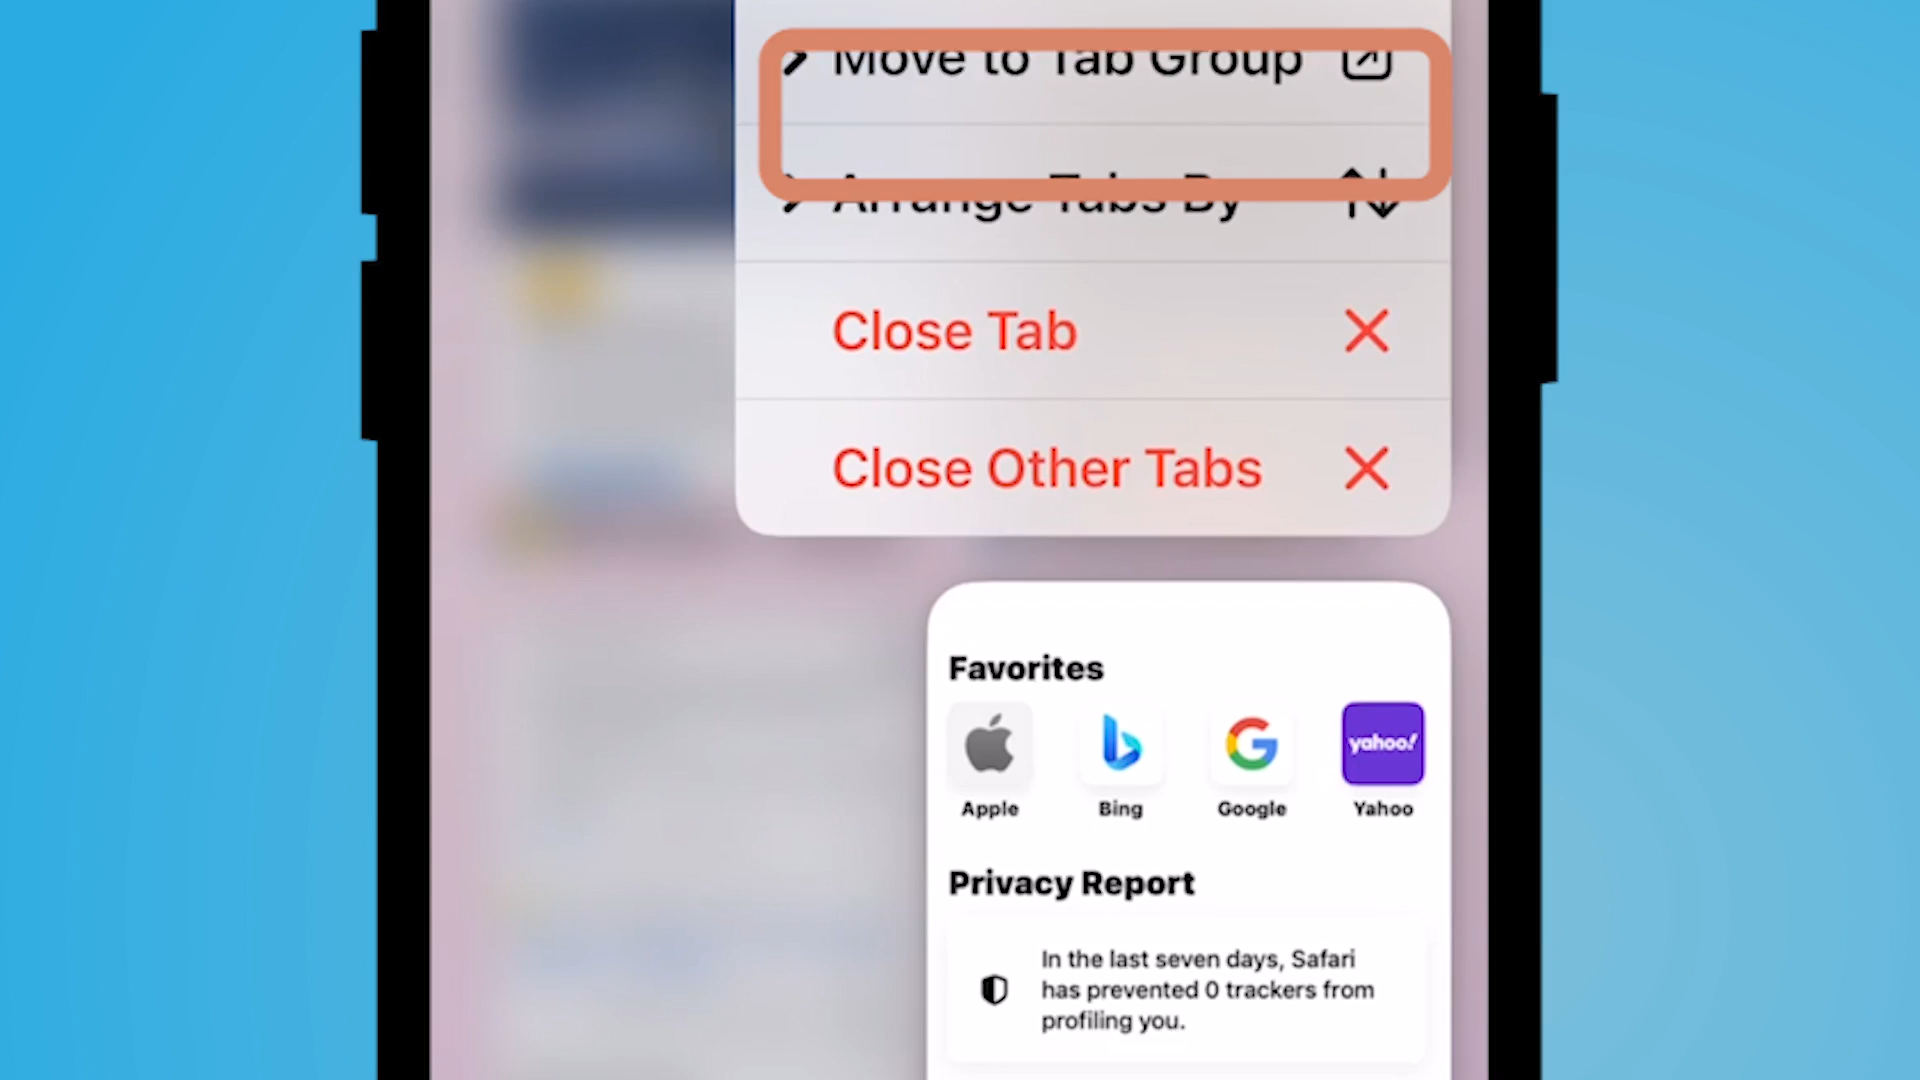 Move to Tab Group
Arrange Tabs By
Close Tab
Close Other Tabs
Favorites
yahoo!
Apple Bing Google Yahoo
Privacy Report
In the last seven days, Safari
has prevented 0 trackers from
profiling you.